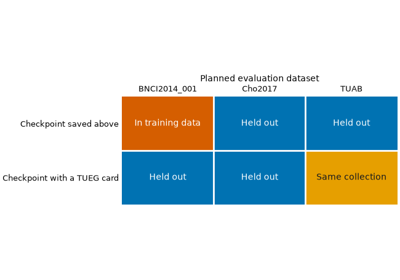 Planned evaluation dataset
BNCI2014_001 Cho2017 TUAB
Checkpoint saved above In training data Held out Held out
Checkpoint with a TUEG card Held out Held out Same collection